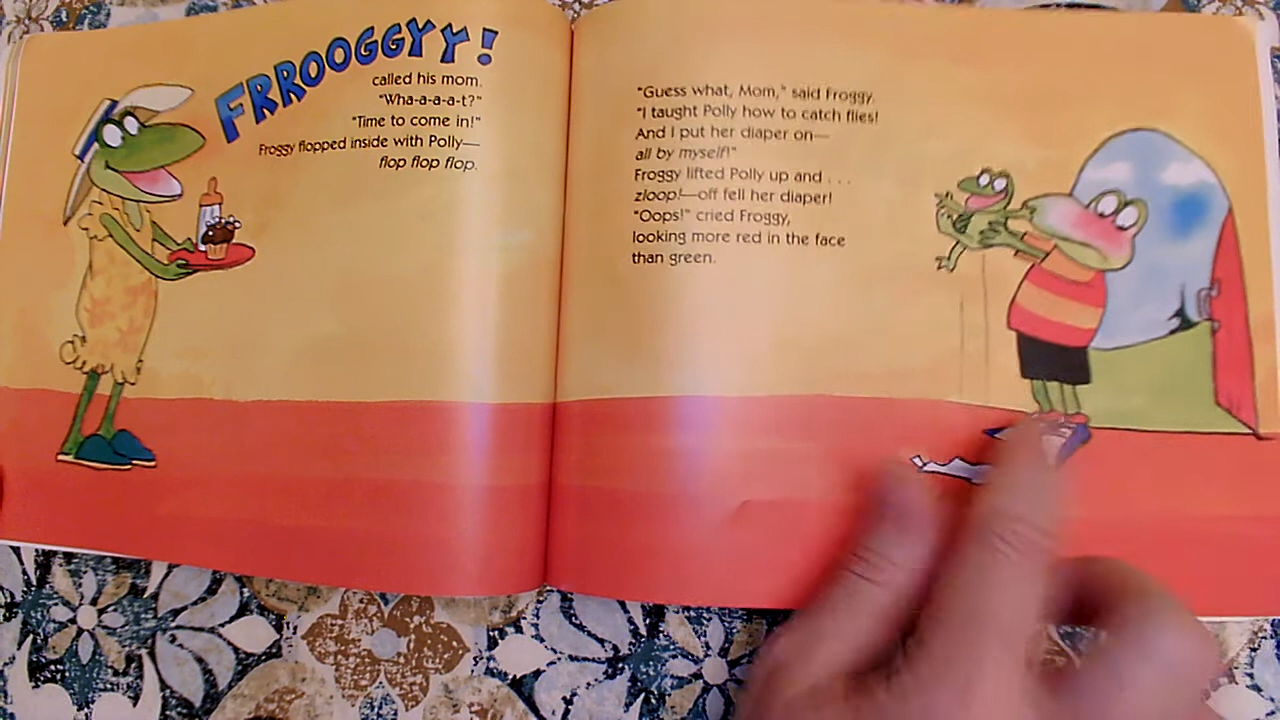 FRROOGGYY!
called his mom.
"Wha-a-a-a-t?"
"Time to come in!"
Froggy flopped inside with Polly—
flop flop flop.
"Guess what, Mom," said Froggy.
"I taught Polly how to catch flies!
And I put her diaper on—
all by myself!"
Froggy lifted Polly up and . . .
zloop!—off fell her diaper!
"Oops!" cried Froggy,
looking more red in the face
than green.